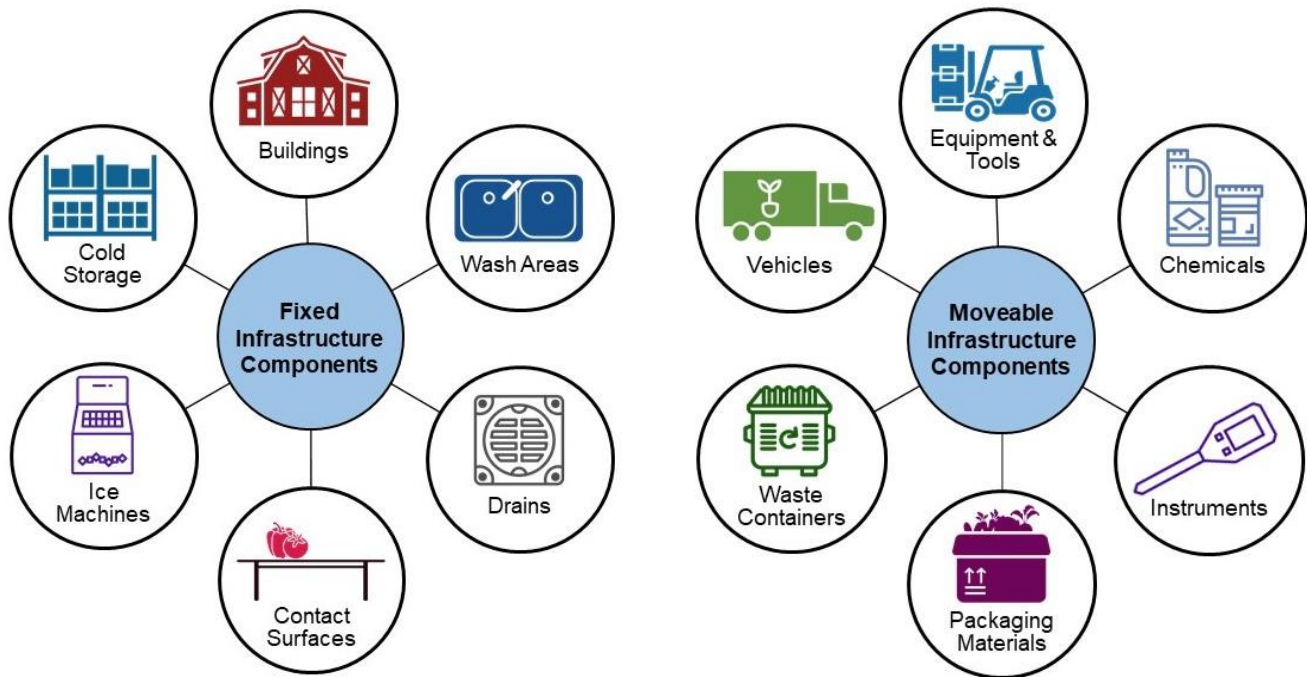 Buildings
Cold
Storage
Wash Areas
Fixed
Infrastructure
Components
Ice
Machines
Drains
Contact
Surfaces
Equipment &
Tools
Vehicles
Chemicals
Moveable
Infrastructure
Components
Waste
Containers
Instruments
Packaging
Materials